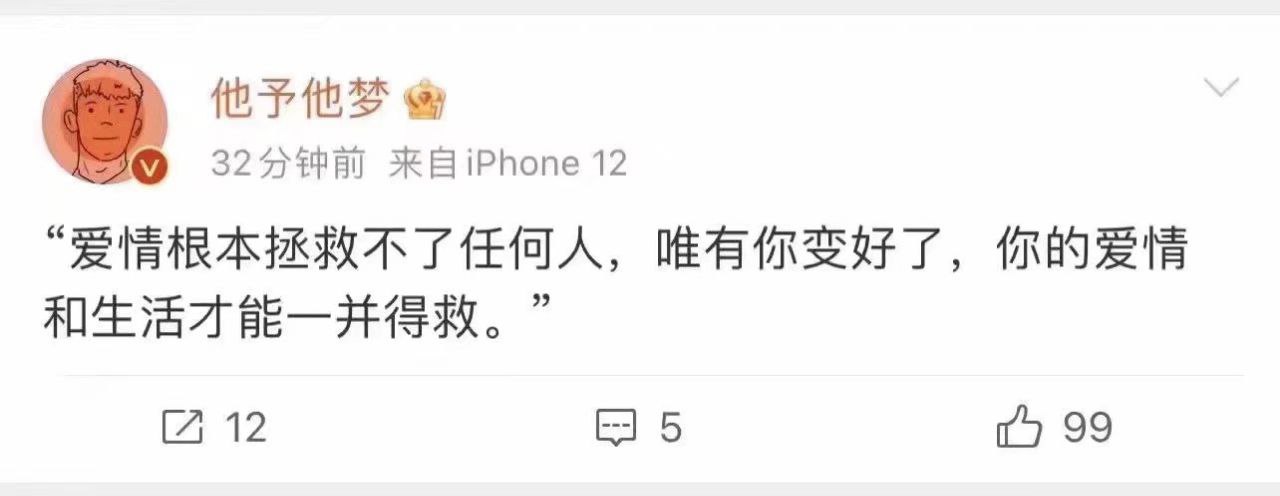 他予他梦
32分钟前 来自iPhone 12
“爱情根本拯救不了任何人，唯有你变好了，你的爱情
和生活才能一并得救。”
12 5 99